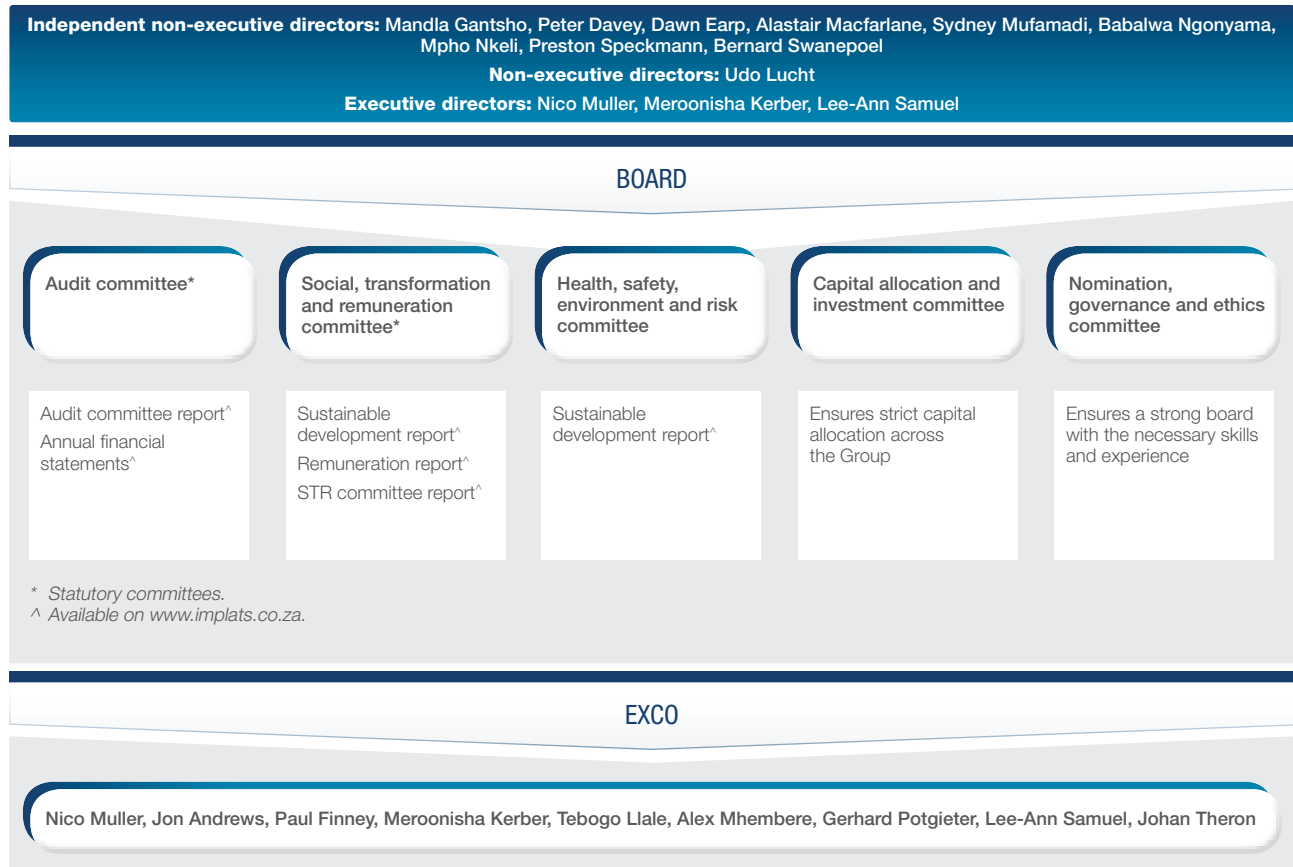 Independent non-executive directors: Mandla Gantsho, Peter Davey, Dawn Earp, Alastair Macfarlane, Sydney Mufamadi, Babalwa Ngonyama,
Mpho Nkeli, Preston Speckmann, Bernard Swanepoel
Non-executive directors: Udo Lucht
Executive directors: Nico Muller, Meroonisha Kerber, Lee-Ann Samuel
BOARD
Audit committee*
Social, transformation
and remuneration
committee*
Health, safety,
environment and risk
committee
Capital allocation and
investment committee
Nomination,
governance and ethics
committee
Audit committee report^
Annual financial
statements^
Sustainable
development report^
Remuneration report^
STR committee report^
Sustainable
development report^
Ensures strict capital
allocation across
the Group
Ensures a strong board
with the necessary skills
and experience
* Statutory committees.
^ Available on www.implats.co.za.
EXCO
Nico Muller, Jon Andrews, Paul Finney, Meroonisha Kerber, Tebogo Llale, Alex Mhembere, Gerhard Potgieter, Lee-Ann Samuel, Johan Theron